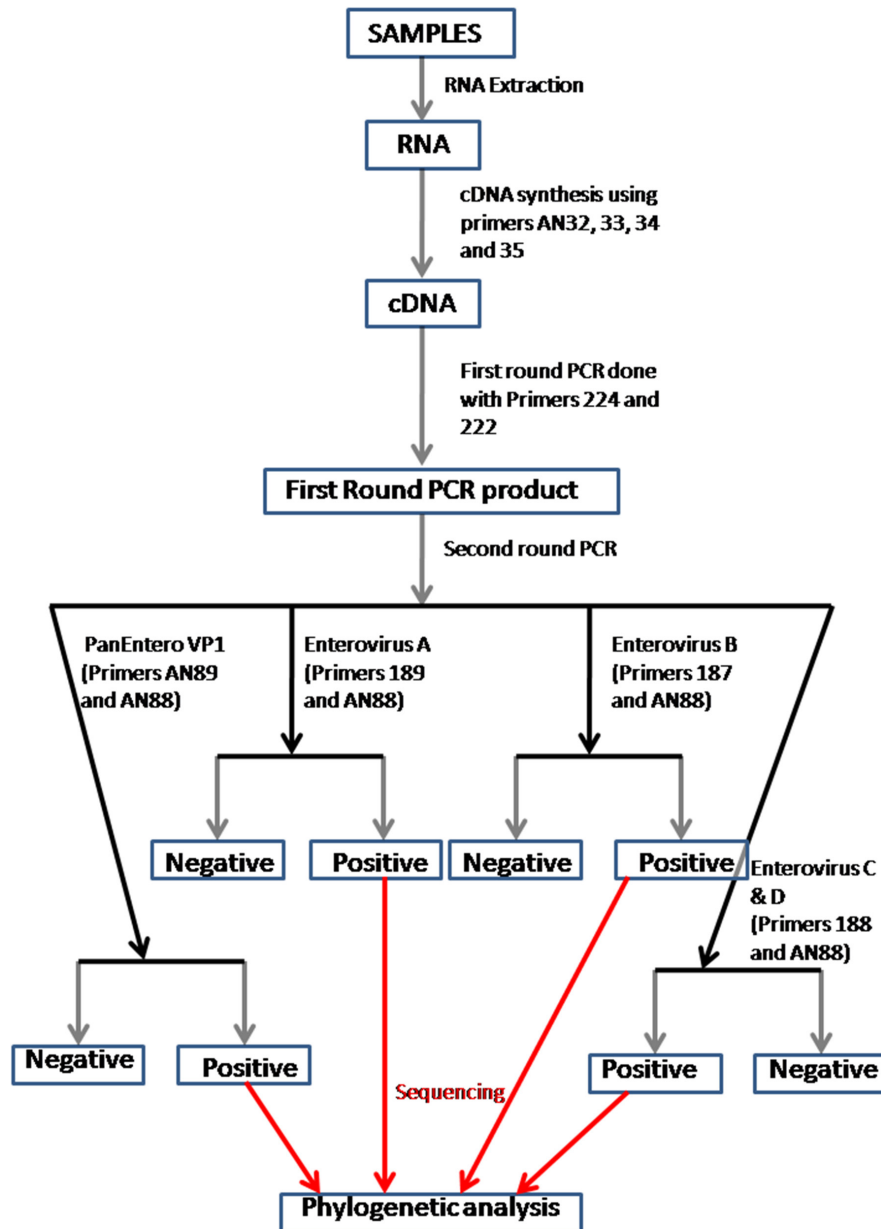 SAMPLES
RNA Extraction
RNA
cDNA synthesis using
primers AN32, 33, 34
and 35
cDNA
First round PCR done
with Primers 224 and
222
First Round PCR product
Second round PCR
PanEntero VP1
(Primers AN89
and AN88)
Enterovirus A
(Primers 189
and AN88)
Enterovirus B
(Primers 187
and AN88)
Negative
Positive
Negative
Positive
Enterovirus C
& D
(Primers 188
and AN88)
Negative
Positive
Positive
Negative
Sequencing
Phylogenetic analysis